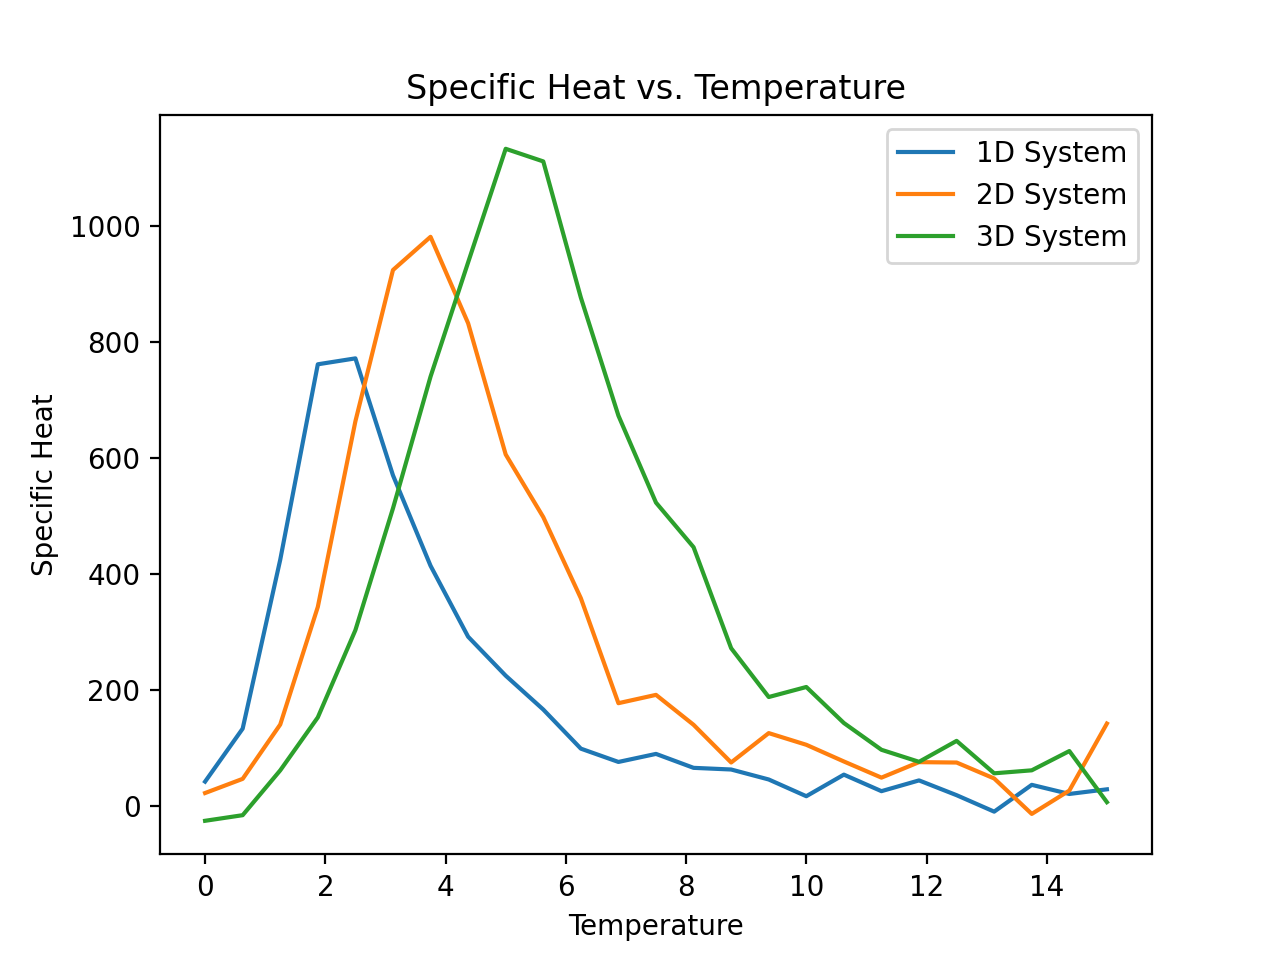 Specific Heat vs. Temperature
1D System
2D System
3D System
Specific Heat
1000
800
600
400
200
0
0 2 4 6 8 10 12 14
Temperature